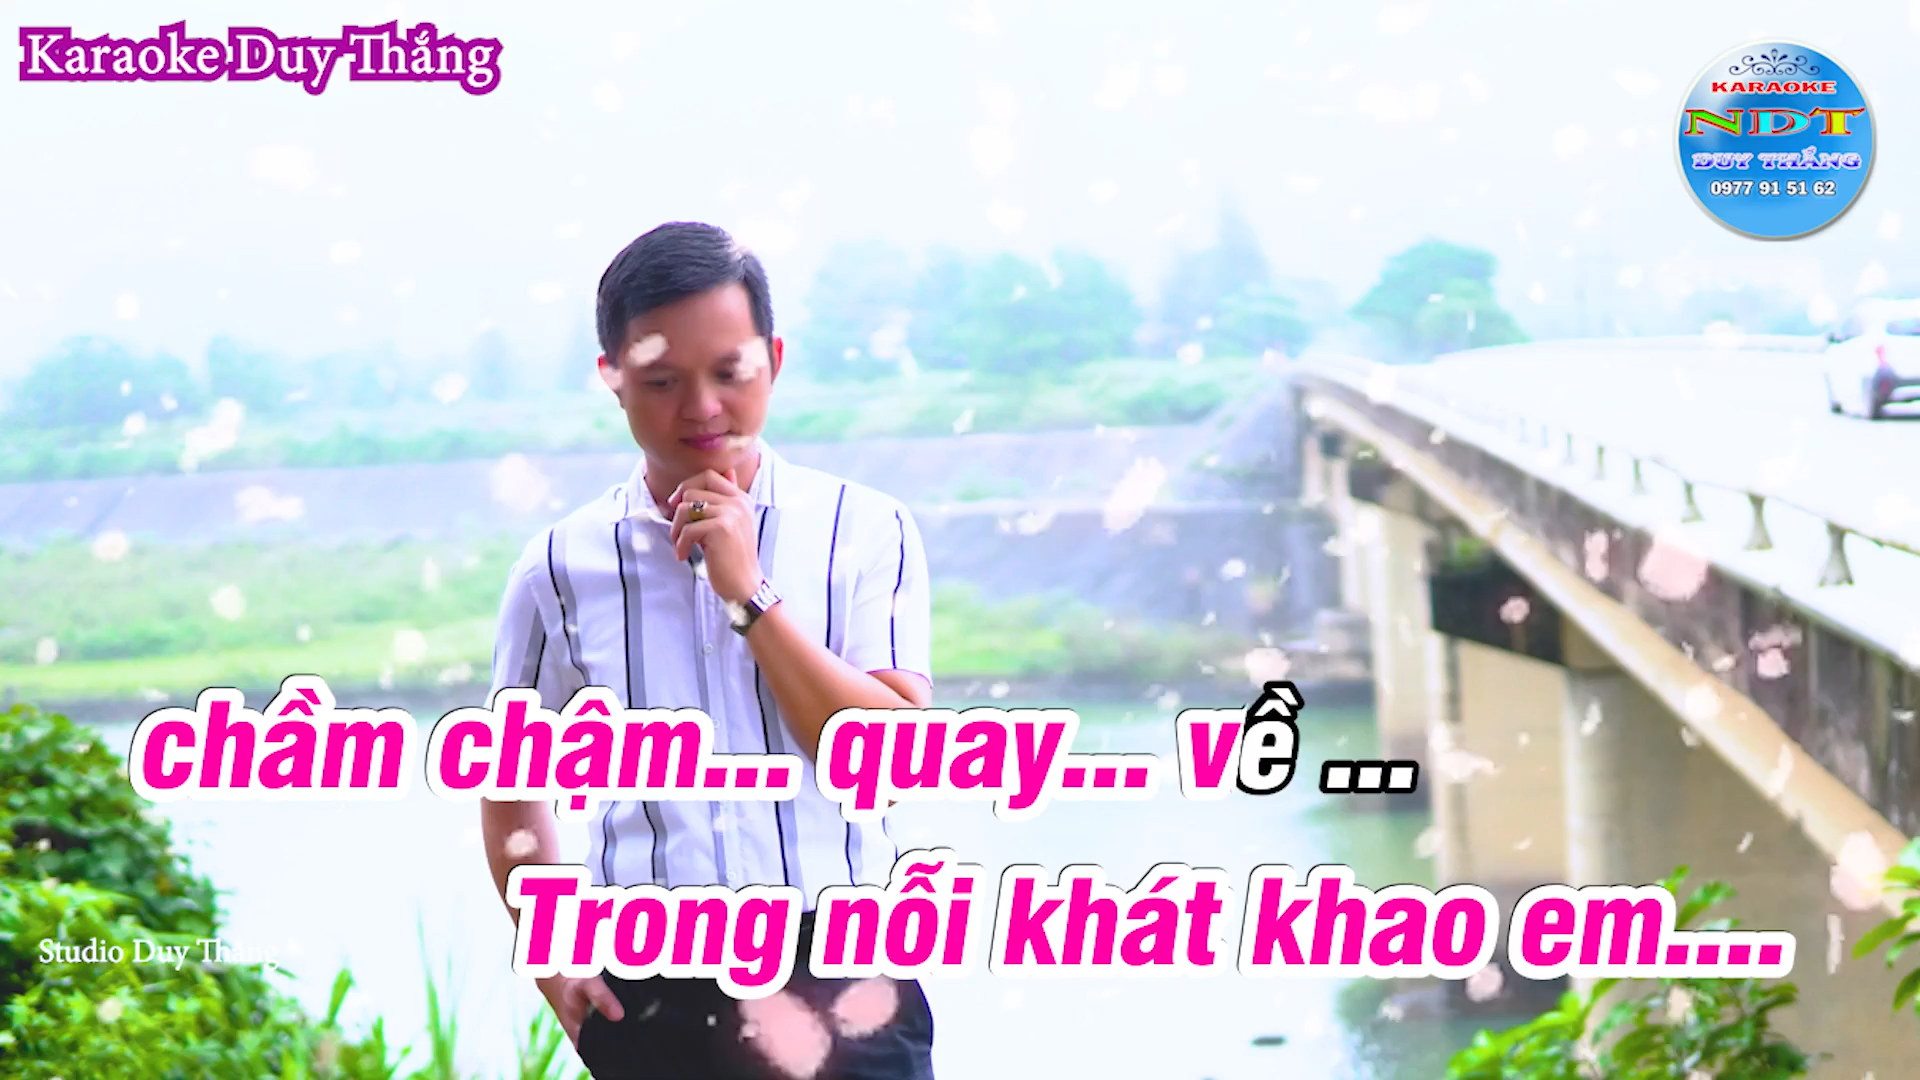 Karaoke Duy Thắng
KARAOKE
NDT
DUY THẮNG
0977 91 51 62
chầm chậm... quay... về ...
Trong nỗi khát khao em....
Studio Duy Thắng